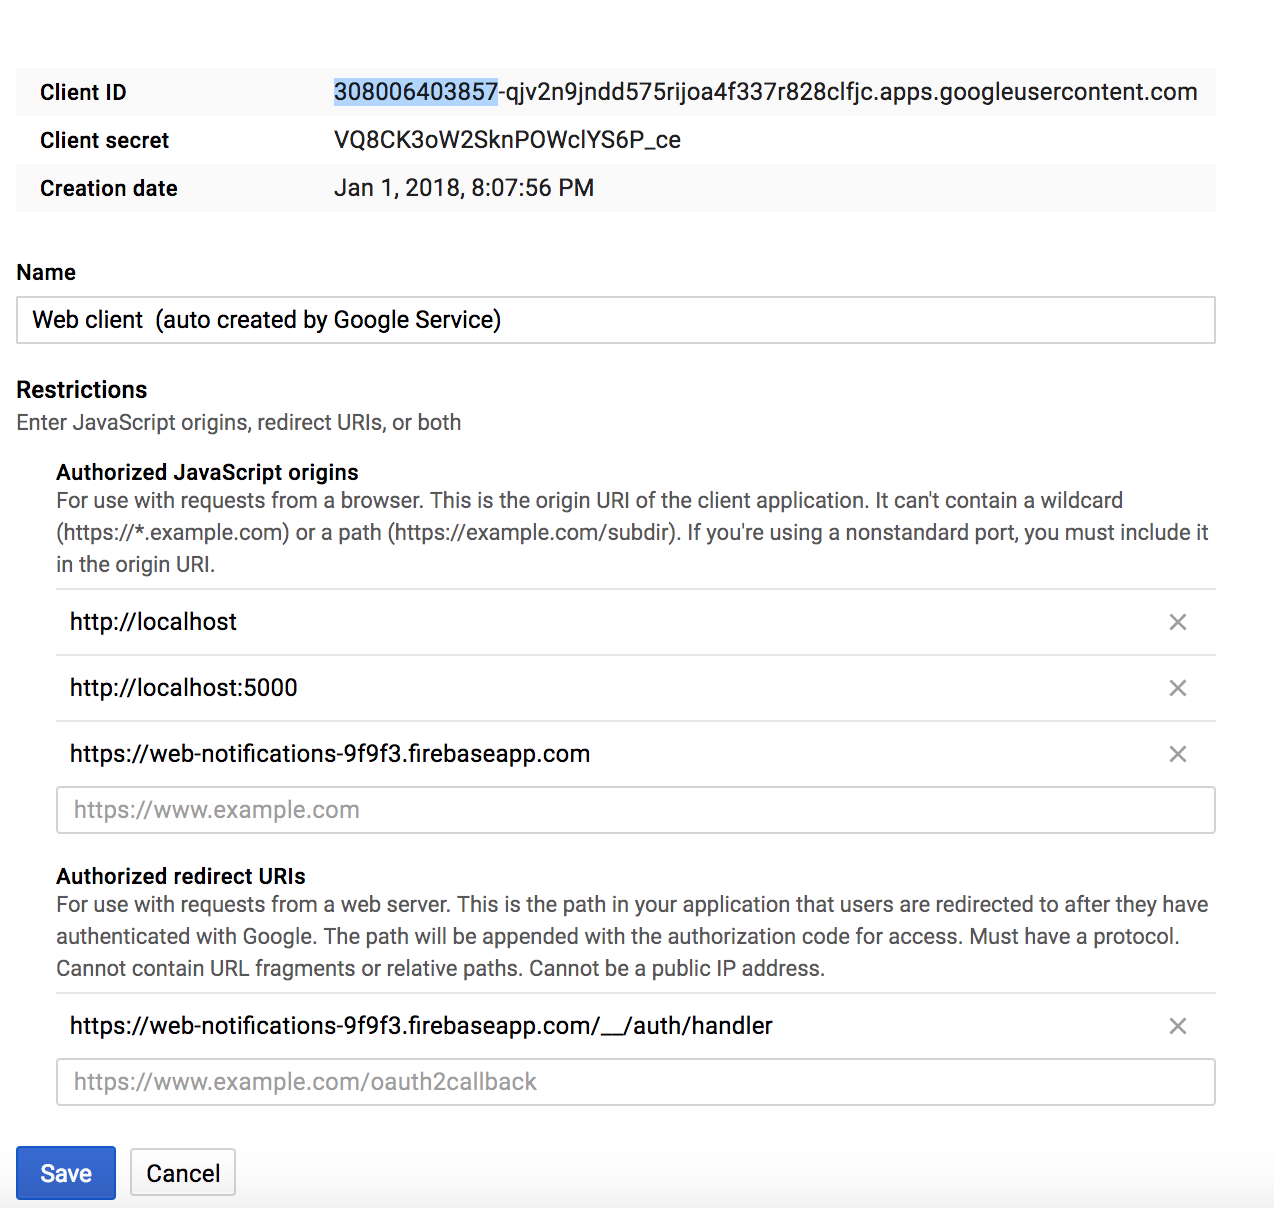 Client ID 308006403857-qjv2n9jndd575rijoa4f337r828clfjc.apps.googleusercontent.com
Client secret VQ8CK3oW2SknPOWclYS6P_ce
Creation date Jan 1, 2018, 8:07:56 PM
Name
Web client (auto created by Google Service)
Restrictions
Enter JavaScript origins, redirect URIs, or both
Authorized JavaScript origins
For use with requests from a browser. This is the origin URI of the client application. It can't contain a wildcard
(https://*.example.com) or a path (https://example.com/subdir). If you're using a nonstandard port, you must include it
in the origin URI.
http://localhost
http://localhost:5000
https://web-notifications-9f9f3.firebaseapp.com
https://www.example.com
Authorized redirect URIs
For use with requests from a web server. This is the path in your application that users are redirected to after they have
authenticated with Google. The path will be appended with the authorization code for access. Must have a protocol.
Cannot contain URL fragments or relative paths. Cannot be a public IP address.
https://web-notifications-9f9f3.firebaseapp.com/__/auth/handler
https://www.example.com/oauth2callback
Save Cancel